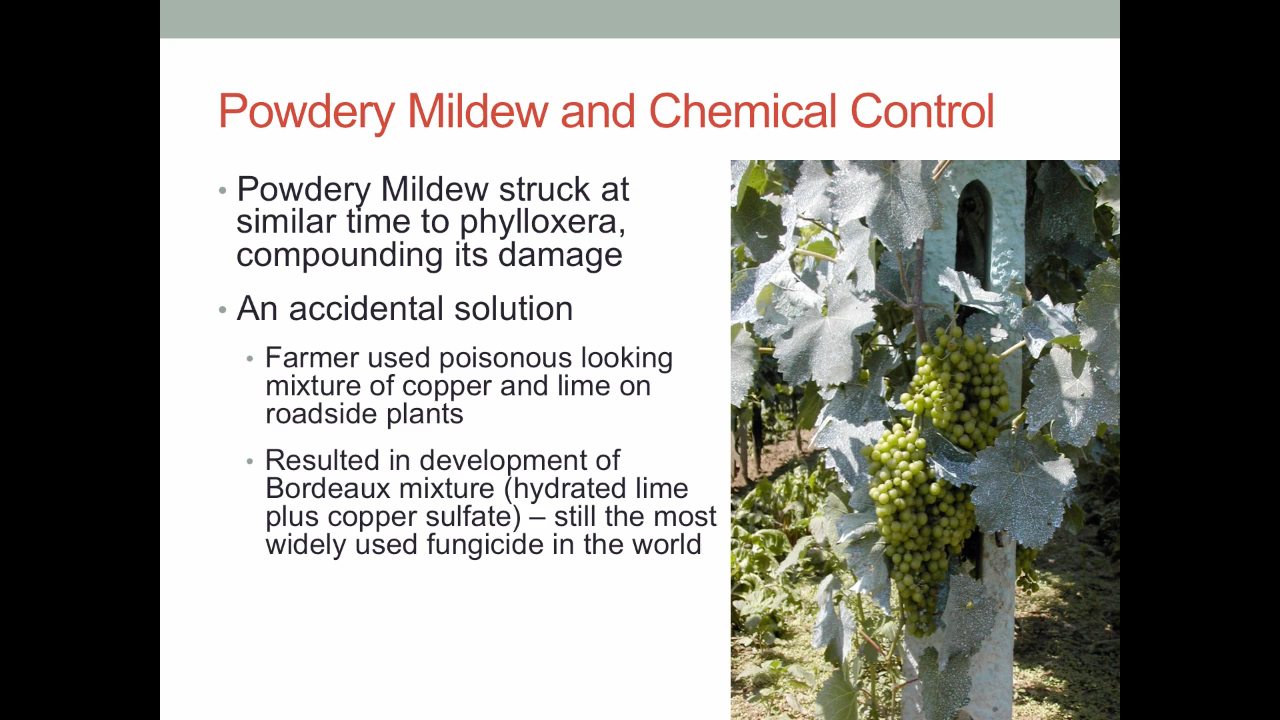 Powdery Mildew and Chemical Control
• Powdery Mildew struck at
similar time to phylloxera,
compounding its damage
• An accidental solution
• Farmer used poisonous looking
mixture of copper and lime on
roadside plants
• Resulted in development of
Bordeaux mixture (hydrated lime
plus copper sulfate) – still the most
widely used fungicide in the world